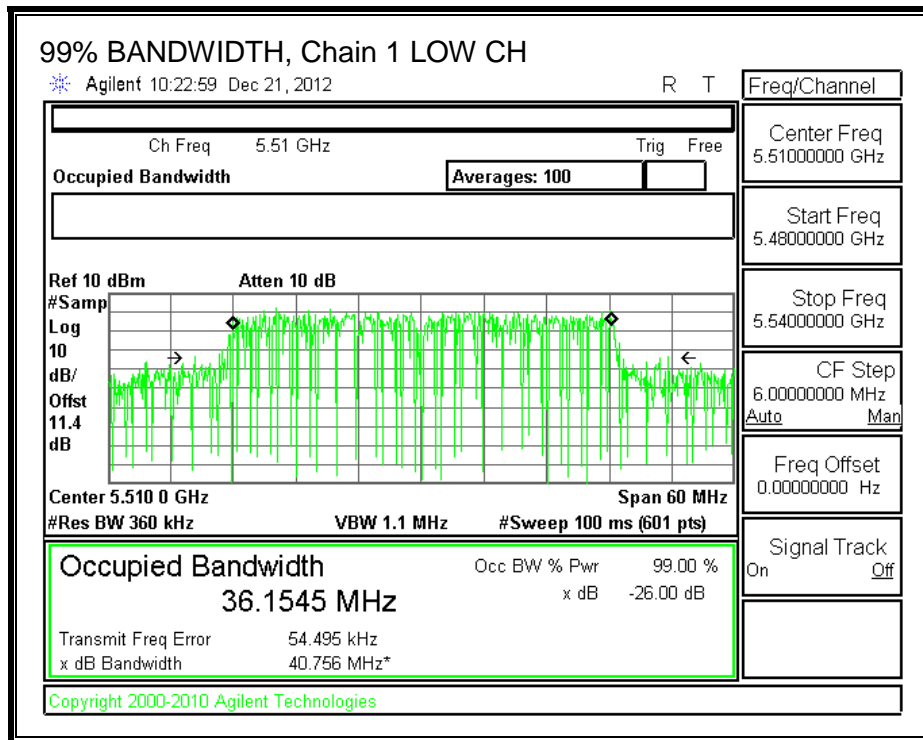 99% BANDWIDTH, Chain 1 LOW CH
Agilent 10:22:59 Dec 21, 2012 R T
Freq/Channel
Ch Freq 5.51 GHz Trig Free
Occupied Bandwidth Averages: 100
Center Freq
5.51000000 GHz
Start Freq
5.48000000 GHz
Stop Freq
5.54000000 GHz
CF Step
6.00000000 MHz
Auto Man
Freq Offset
0.00000000 Hz
Signal Track
On Off
Ref 10 dBm Atten 10 dB
#Samp
Log
10
dB/
Offst
11.4
dB
Center 5.510 0 GHz Span 60 MHz
#Res BW 360 kHz VBW 1.1 MHz #Sweep 100 ms (601 pts)
Occupied Bandwidth Occ BW % Pwr 99.00 %
36.1545 MHz x dB -26.00 dB
Transmit Freq Error 54.495 kHz
x dB Bandwidth 40.756 MHz*
Copyright 2000-2010 Agilent Technologies